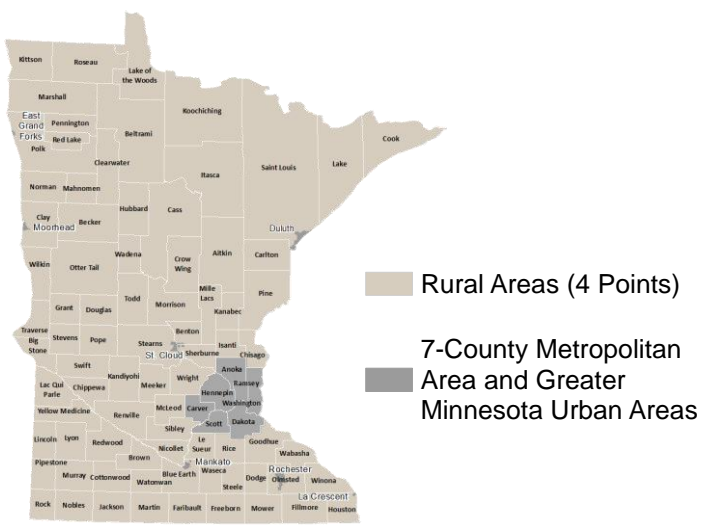 Kittson
Roseau
Lake of
the Woods
Marshall
Koochiching
East
Grand
Forks
Pennington
Red Lake
Polk
Beltrami
Cook
Clearwater
Itasca
Saint Louis
Lake
Norman
Mahnomen
Hubbard
Cass
Clay
Moorhead
Becker
Duluth
Wilkin
Otter Tail
Wadena
Crow
Wing
Aitkin
Carlton
Pine
Todd
Mille
Lacs
Grant
Douglas
Morrison
Kanabec
Traverse
Big
Stone
Stevens
Pope
Stearns
Benton
St. Cloud
Sherburne
Isanti
Chisago
Swift
Kandiyohi
Meeker
Wright
Anoka
Ramsey
Hennepin
Washington
Lac Qui
Parle
Chippewa
McLeod
Carver
Scott
Dakota
Yellow Medicine
Renville
Sibley
Lincoln
Lyon
Redwood
Nicollet
Le
Sueur
Rice
Goodhue
Wabasha
Pipestone
Brown
Mankato
Waseca
Rochester
Murray
Cottonwood
Watonwan
Blue Earth
Steele
Dodge
Olmsted
Winona
La Crescent
Rock
Nobles
Jackson
Martin
Faribault
Freeborn
Mower
Fillmore
Houston
Rural Areas (4 Points)
7-County Metropolitan
Area and Greater
Minnesota Urban Areas